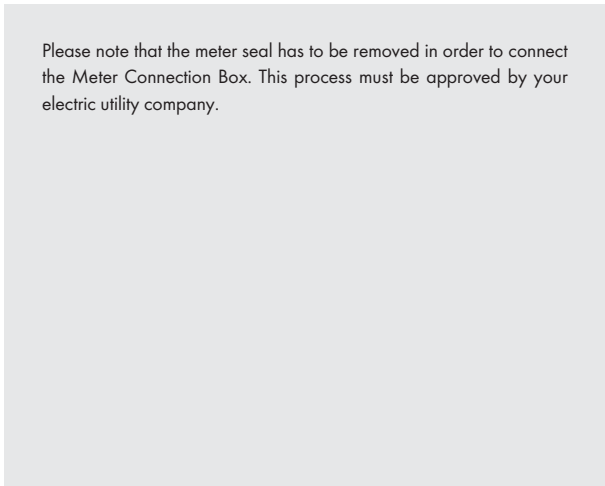 Please note that the meter seal has to be removed in order to connect
the Meter Connection Box. This process must be approved by your
electric utility company.